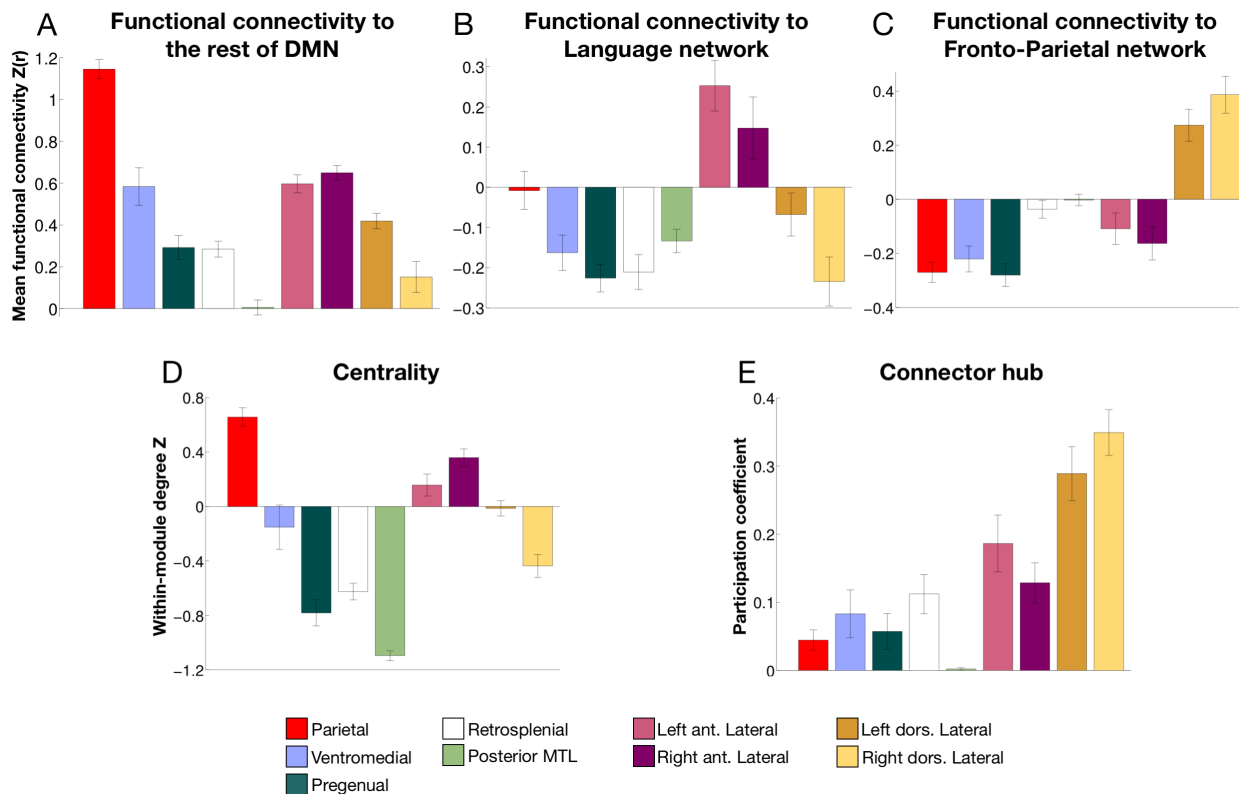 A
Functional connectivity to
the rest of DMN
B
Functional connectivity to
Language network
C
Functional connectivity to
Fronto-Parietal network
Mean functional connectivity Z(r)
1.2
1
0.8
0.6
0.4
0.2
0
0.3
0.2
0.1
0
−0.1
−0.2
−0.3
0.4
0.2
0
−0.2
−0.4
D
Centrality
Within-module degree Z
0.8
0.4
0
−0.4
−0.8
−1.2
E
Connector hub
Participation coefficient
0.4
0.3
0.2
0.1
0
Parietal
Ventromedial
Pregenual
Retrosplenial
Posterior MTL
Left ant. Lateral
Right ant. Lateral
Left dors. Lateral
Right dors. Lateral